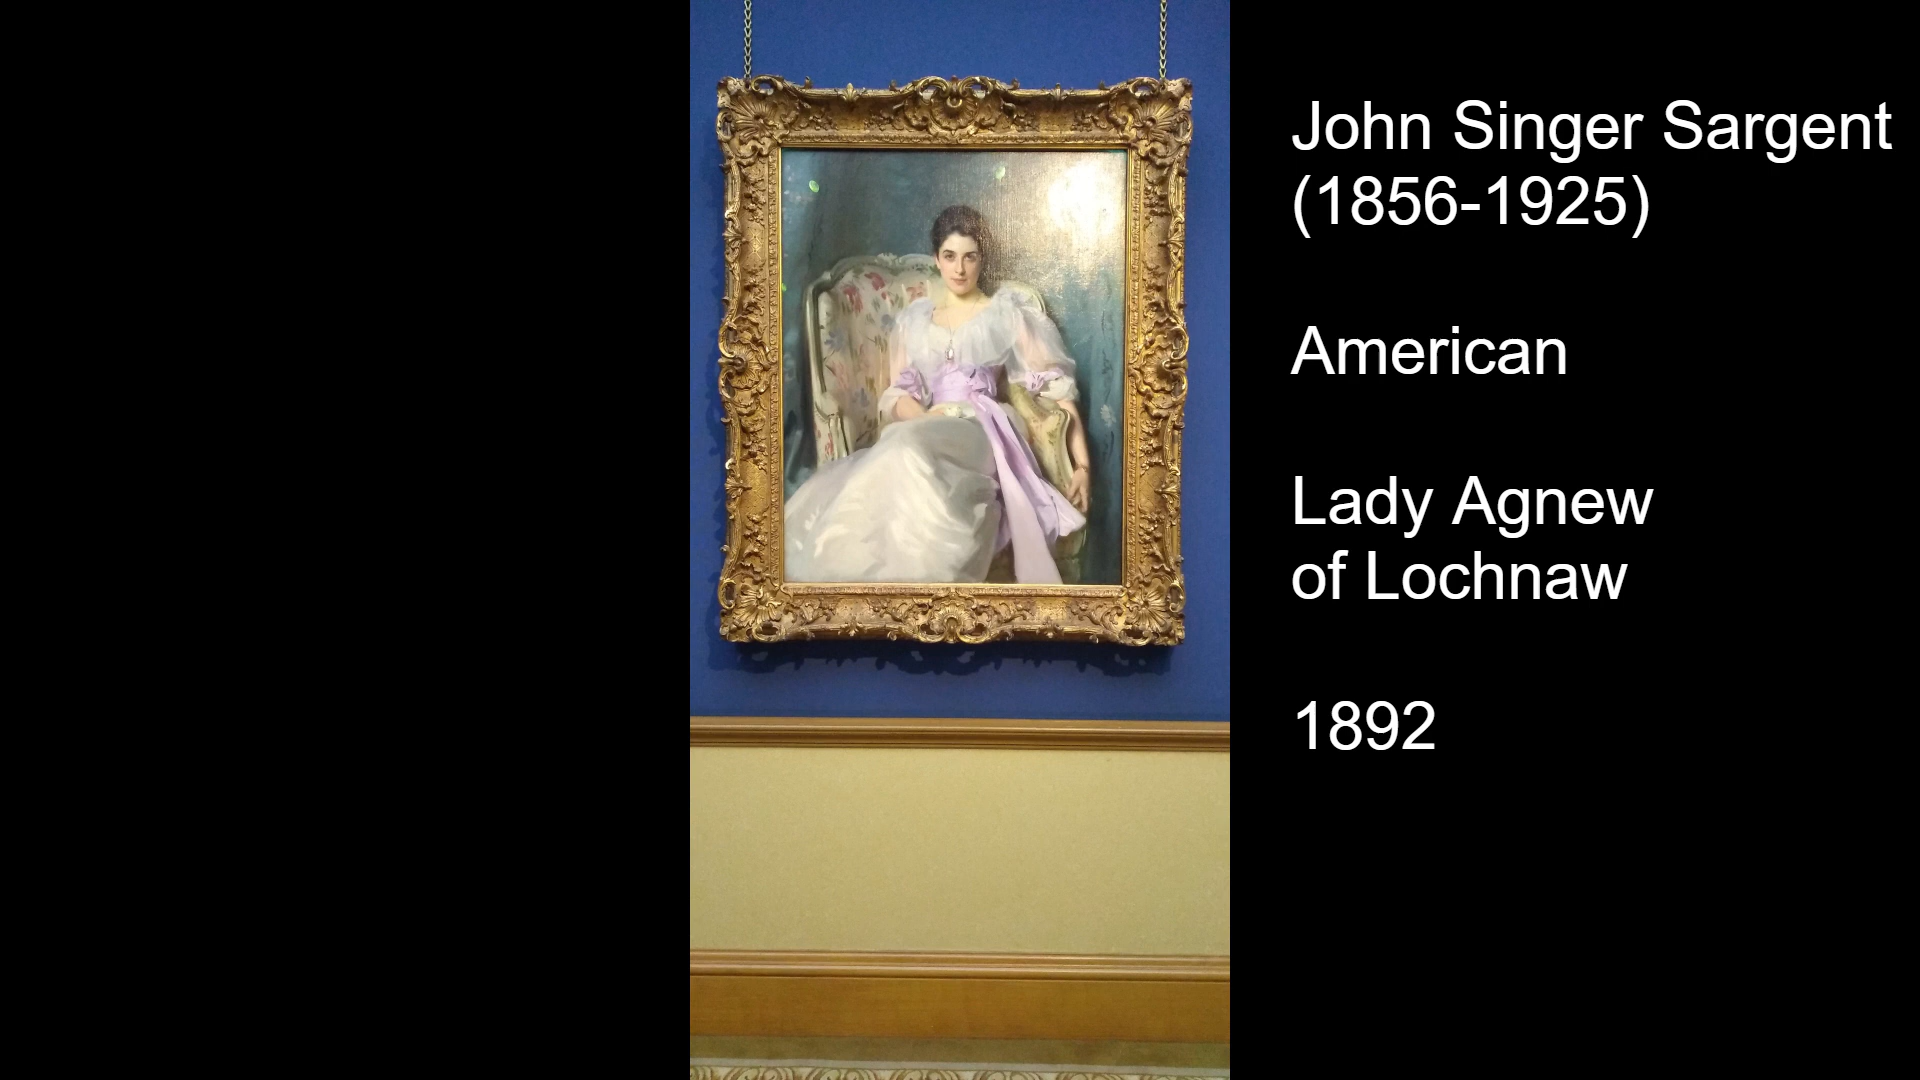 John Singer Sargent
(1856-1925)
American
Lady Agnew
of Lochnaw
1892